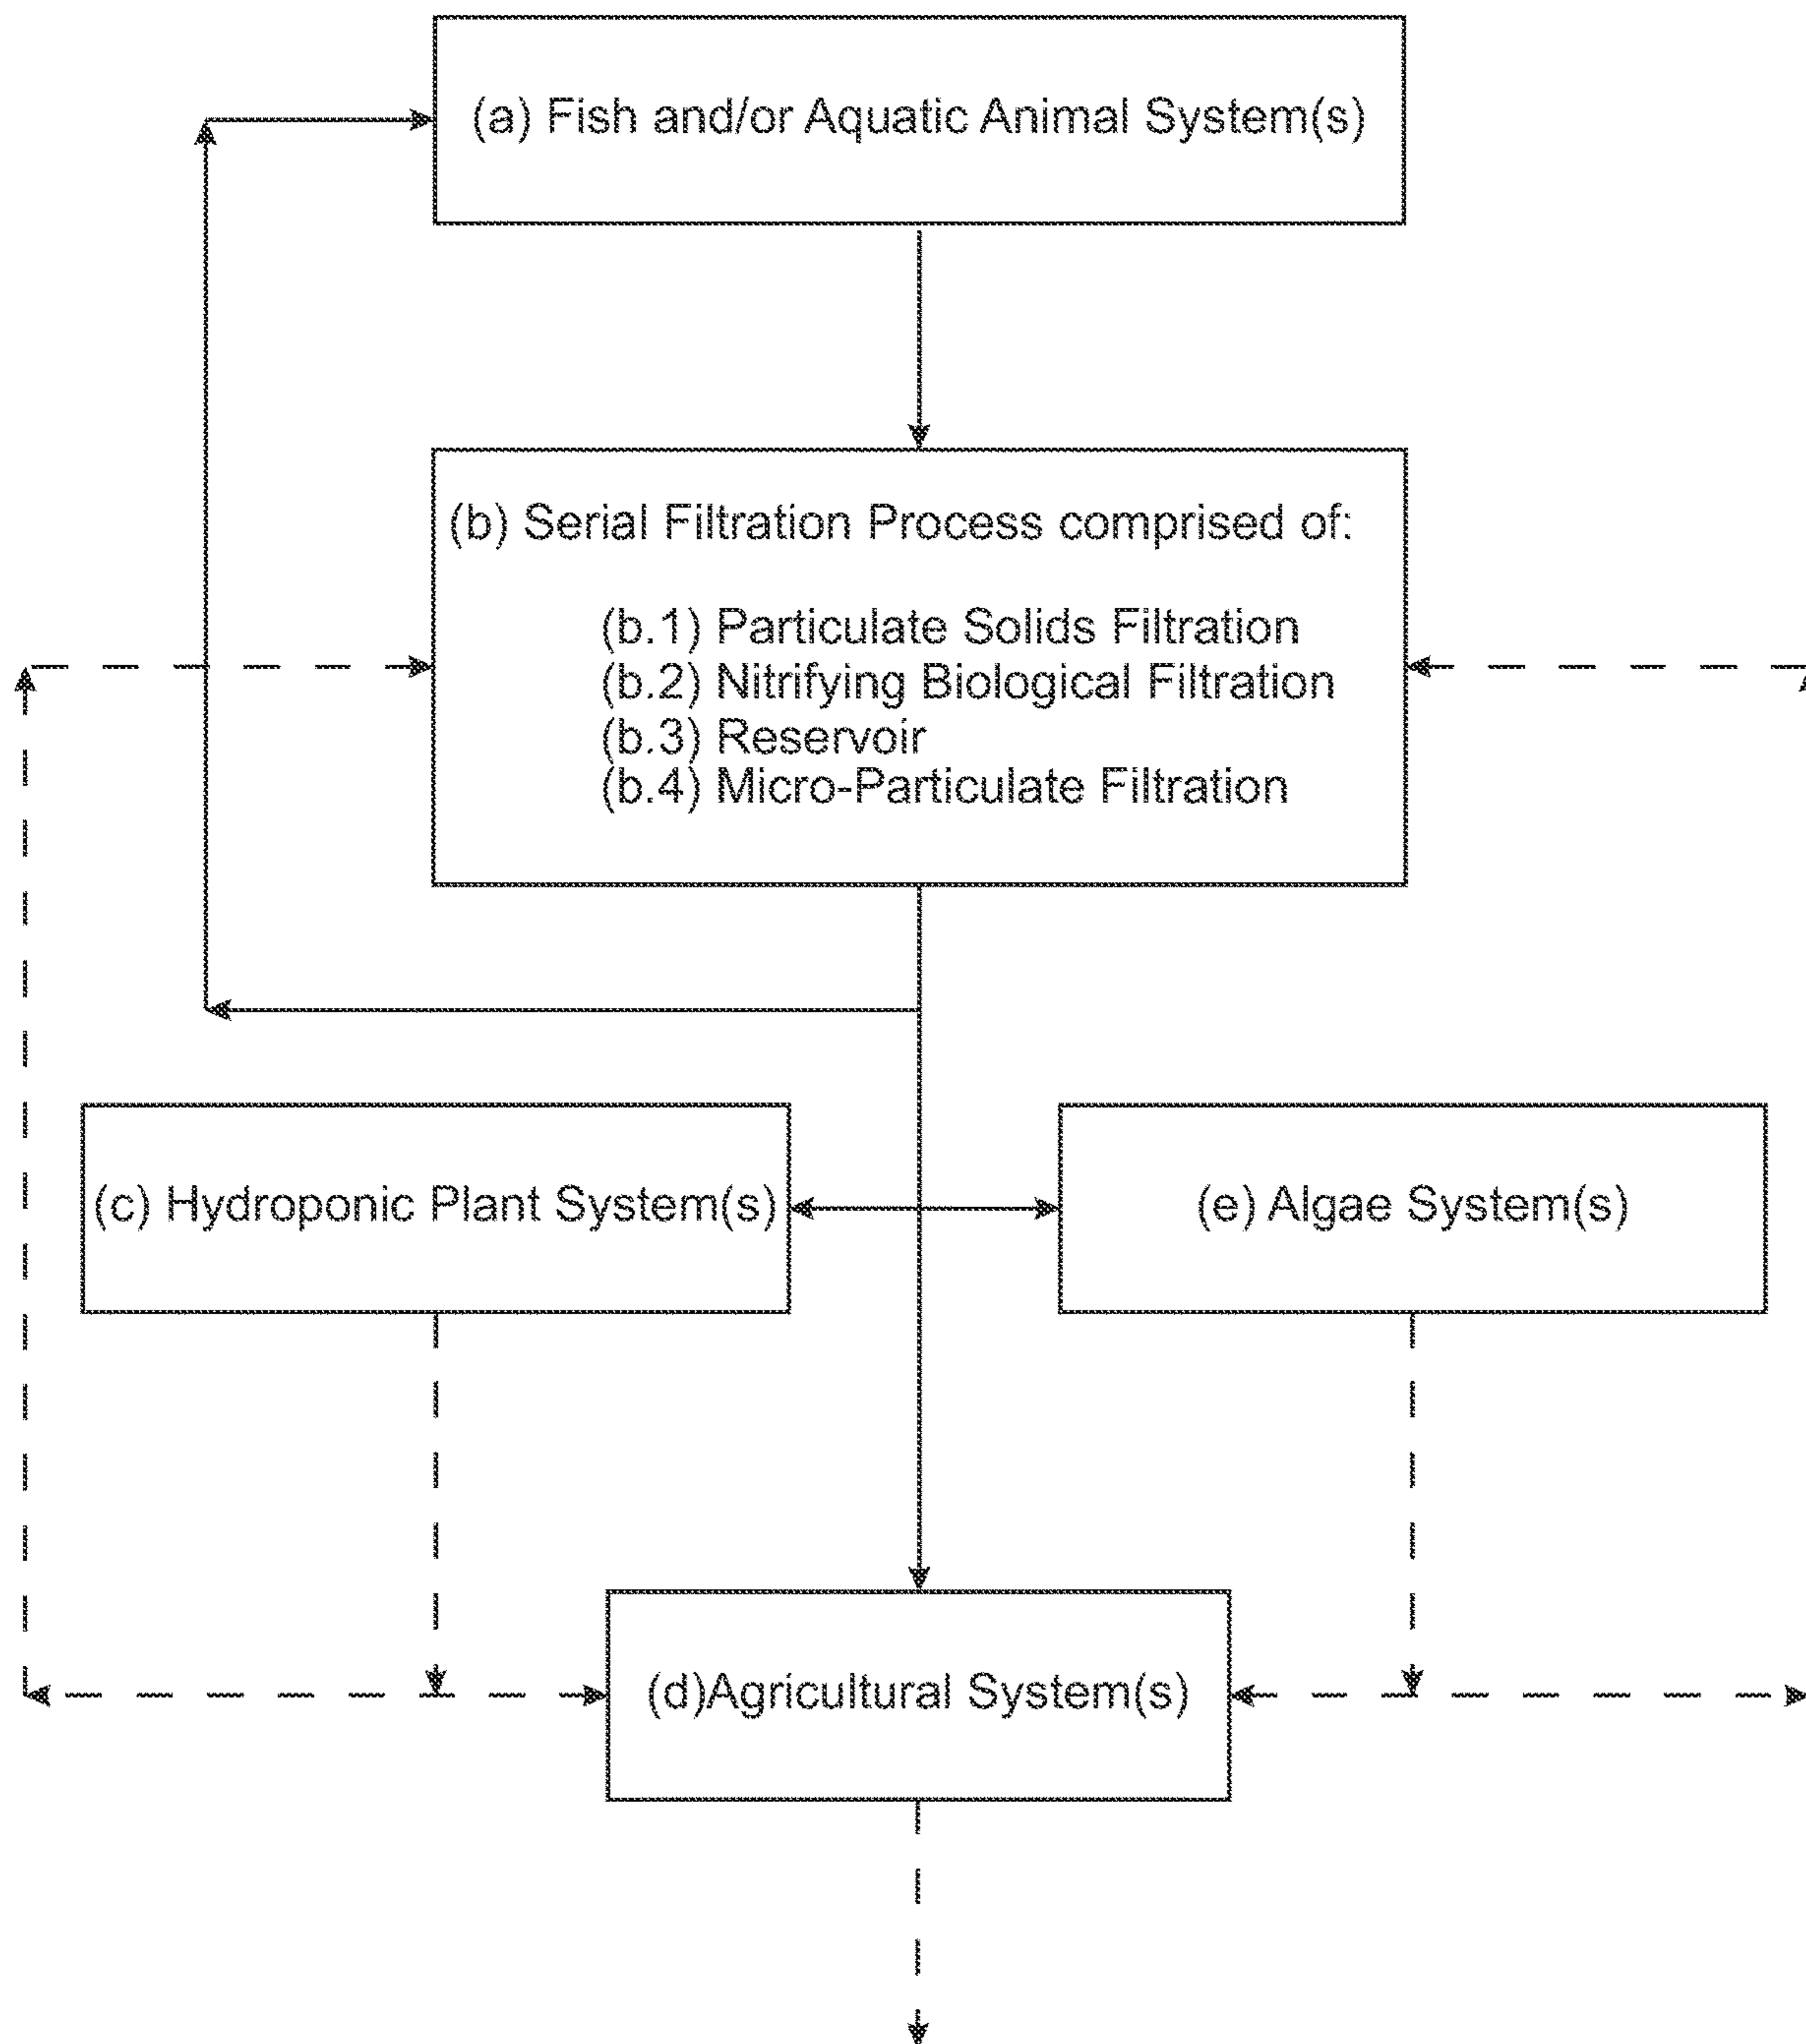 (a) Fish and/or Aquatic Animal System(s)
(b) Serial Filtration Process comprised of:
(b.1) Particulate Solids Filtration
(b.2) Nitrifying Biological Filtration
(b.3) Reservoir
(b.4) Micro-Particulate Filtration
(c) Hydroponic Plant System(s)
(e) Algae System(s)
(d)Agricultural System(s)